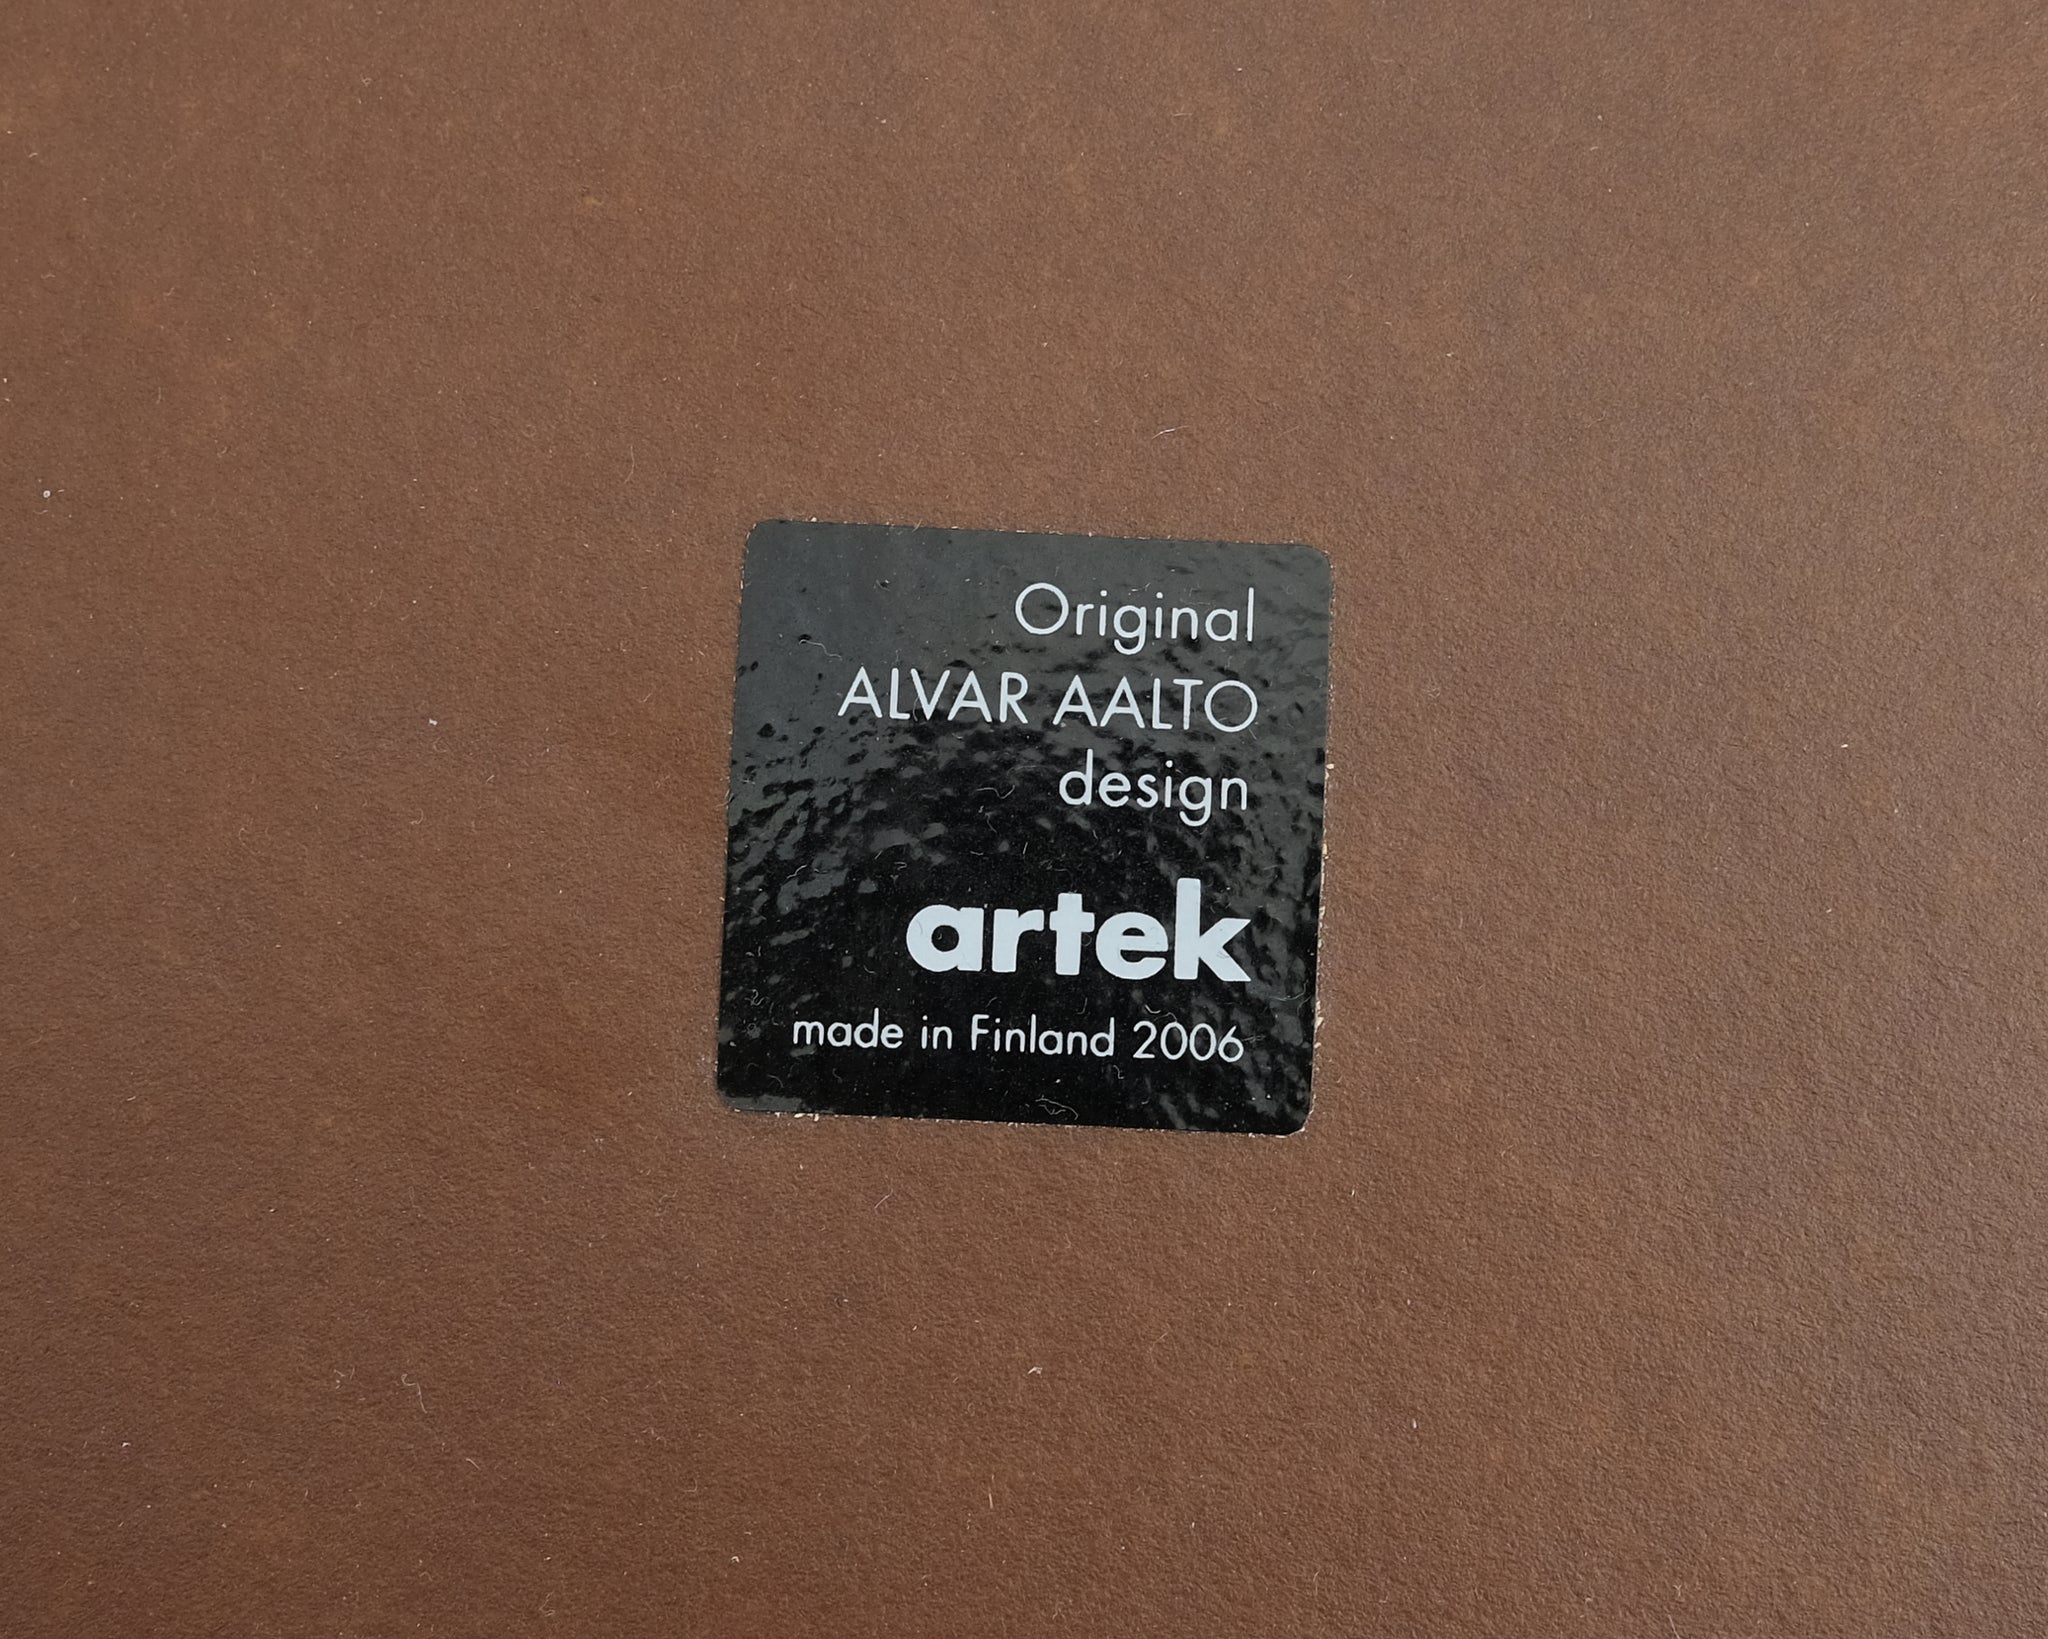 Original
ALVAR AALTO
design
artek
made in Finland 2006